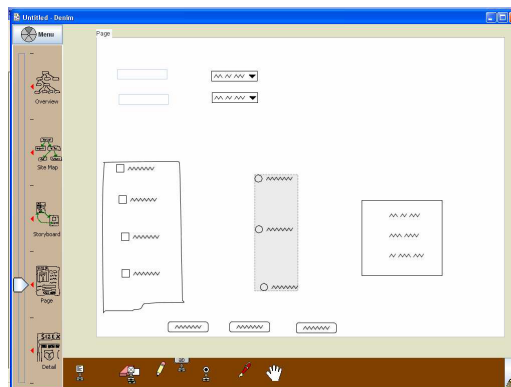 Untitled - Denim
Menu
Page
Overview
Site Map
Storyboard
Page
Detail